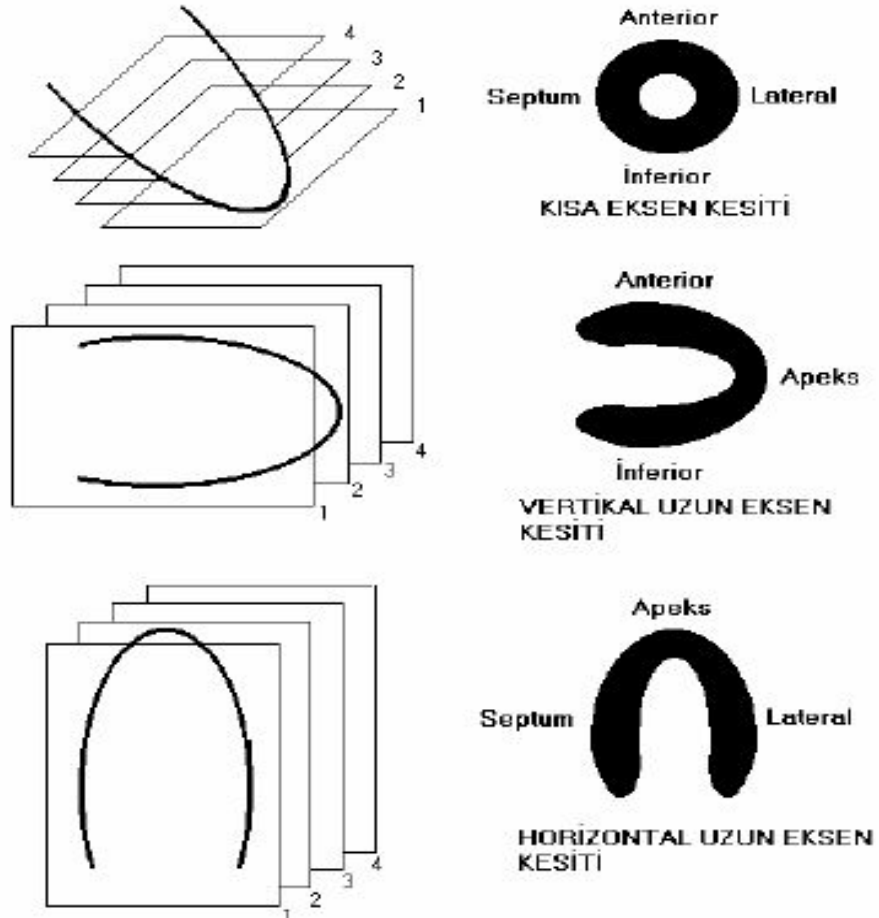 4
3
2
1
Anterior
Septum
Lateral
İnferior
KISA EKSEN KESİTİ
4
3
2
1
Anterior
Apeks
İnferior
VERTİKAL UZUN EKSEN
KESİTİ
4
3
2
1
Apeks
Septum
Lateral
HORİZONTAL UZUN EKSEN
KESİTİ